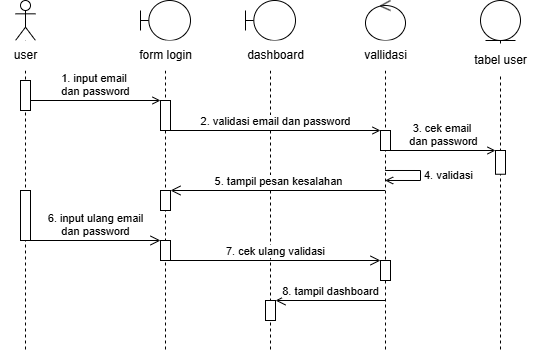 user
form login
dashboard
vallidasi
tabel user
1. input email
dan password
2. validasi email dan password
3. cek email
dan password
4. validasi
5. tampil pesan kesalahan
6. input ulang email
dan password
7. cek ulang validasi
8. tampil dashboard